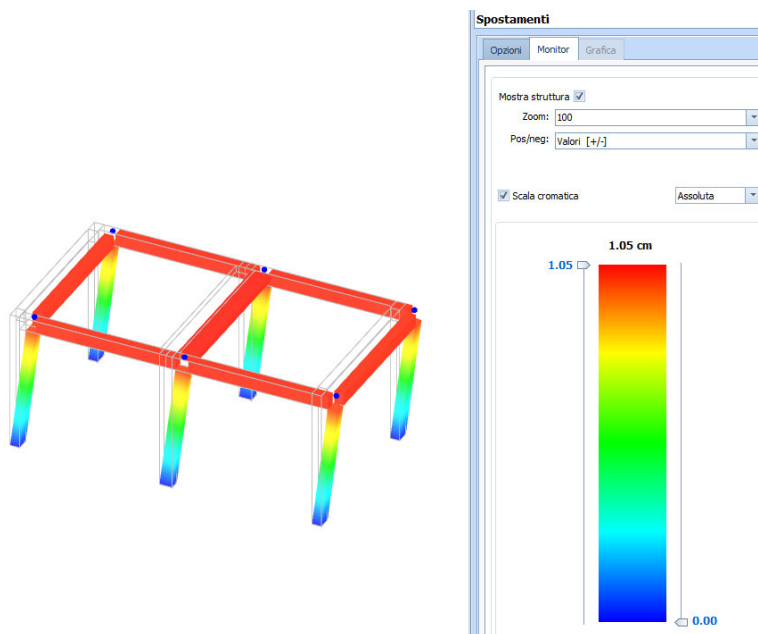 Spostamenti
Opzioni Monitor Grafica
Mostra struttura
Zoom: 100
Pos/neg: Valori [+/-]
Scala cromatica Assoluta
1.05 cm
1.05
0.00